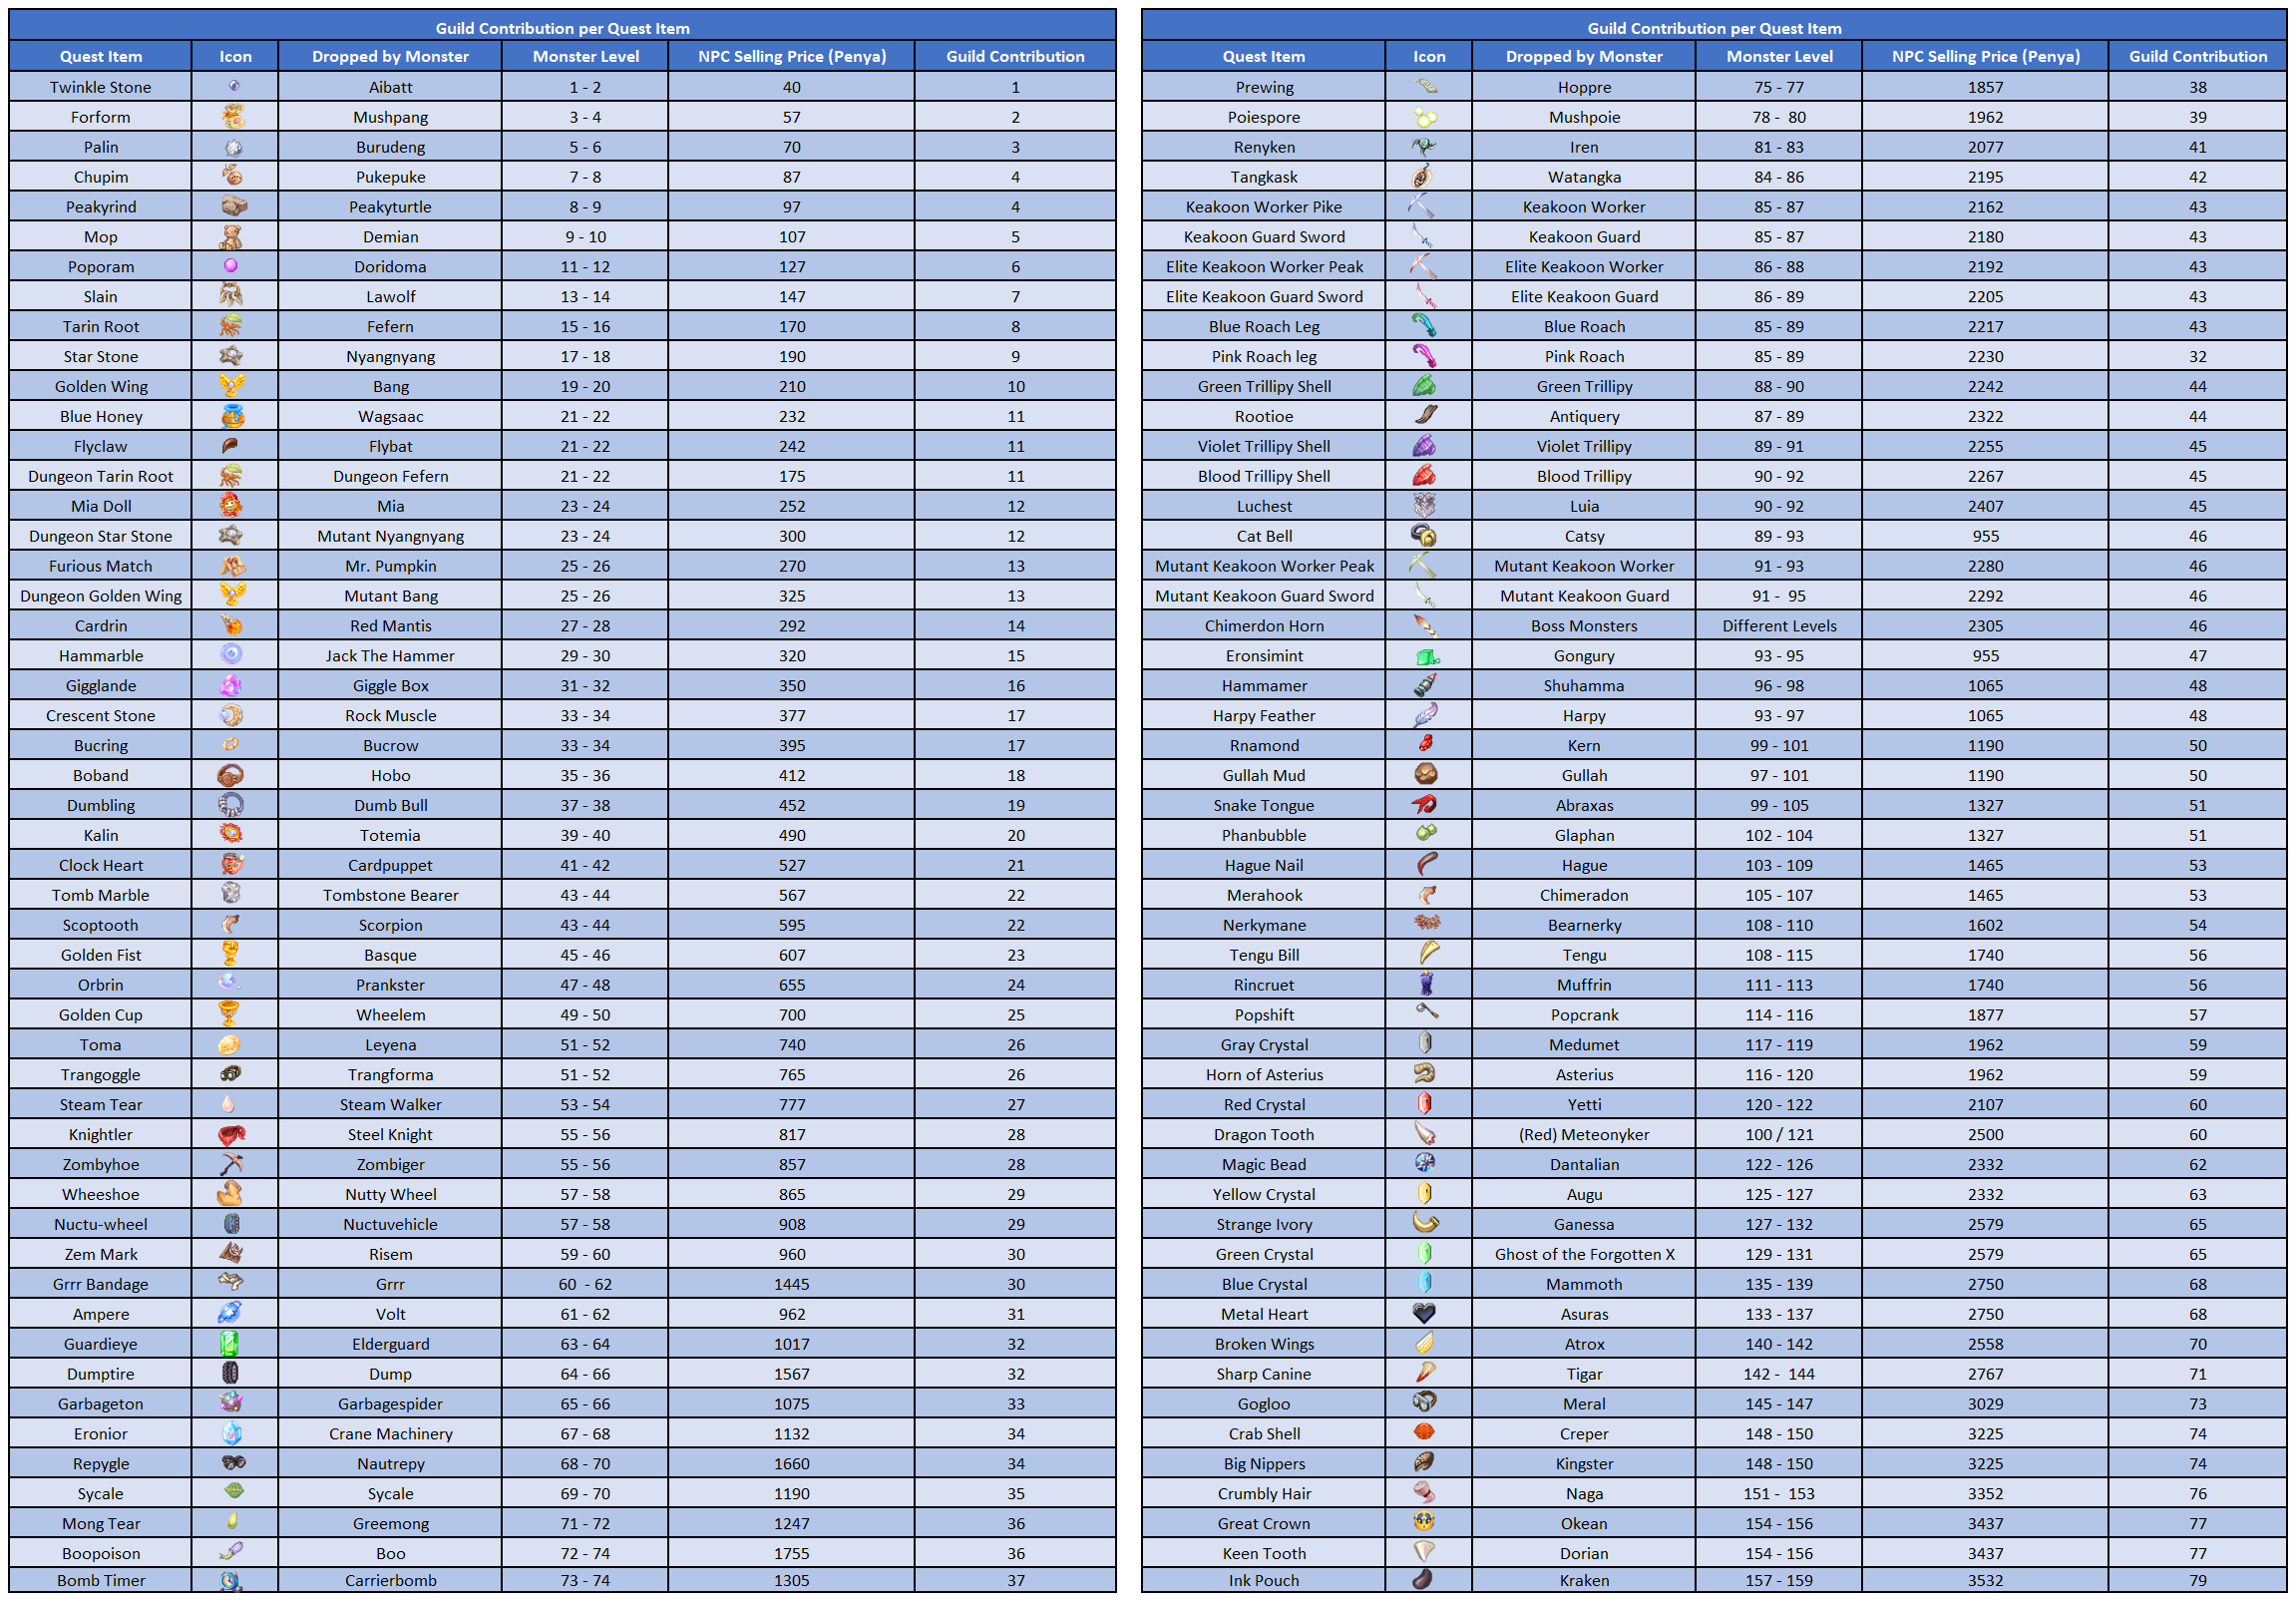 Guild Contribution per Quest Item
Quest Item Icon Dropped by Monster Monster Level NPC Selling Price (Penya) Guild Contribution
Twinkle Stone Aibatt 1 - 2 40 1
Forform Mushpang 3 - 4 57 2
Palin Burudeng 5 - 6 70 3
Chupim Pukepuke 7 - 8 87 4
Peakyrind Peakyturtle 8 - 9 97 4
Mop Demian 9 - 10 107 5
Poporam Doridoma 11 - 12 127 6
Slain Lawolf 13 - 14 147 7
Tarin Root Fefern 15 - 16 170 8
Star Stone Nyangnyang 17 - 18 190 9
Golden Wing Bang 19 - 20 210 10
Blue Honey Wagsaac 21 - 22 232 11
Flyclaw Flybat 21 - 22 242 11
Dungeon Tarin Root Dungeon Fefern 21 - 22 175 11
Mia Doll Mia 23 - 24 252 12
Dungeon Star Stone Mutant Nyangnyang 23 - 24 300 12
Furious Match Mr. Pumpkin 25 - 26 270 13
Dungeon Golden Wing Mutant Bang 25 - 26 325 13
Cardrin Red Mantis 27 - 28 292 14
Hammarble Jack The Hammer 29 - 30 320 15
Gigglande Giggle Box 31 - 32 350 16
Crescent Stone Rock Muscle 33 - 34 377 17
Bucring Bucrow 33 - 34 395 17
Boband Hobo 35 - 36 412 18
Dumbling Dumb Bull 37 - 38 452 19
Kalin Totemia 39 - 40 490 20
Clock Heart Cardpuppet 41 - 42 527 21
Tomb Marble Tombstone Bearer 43 - 44 567 22
Scoptooth Scorpion 43 - 44 595 22
Golden Fist Basque 45 - 46 607 23
Orbrin Prankster 47 - 48 655 24
Golden Cup Wheelem 49 - 50 700 25
Toma Leyena 51 - 52 740 26
Trangoggle Trangforma 51 - 52 765 26
Steam Tear Steam Walker 53 - 54 777 27
Knightler Steel Knight 55 - 56 817 28
Zombyhoe Zombiger 55 - 56 857 28
Wheeshoe Nutty Wheel 57 - 58 865 29
Nuctu-wheel Nuctuvehicle 57 - 58 908 29
Zem Mark Risem 59 - 60 960 30
Grrr Bandage Grrr 60 - 62 1445 30
Ampere Volt 61 - 62 962 31
Guardieye Elderguard 63 - 64 1017 32
Dumptire Dump 64 - 66 1567 32
Garbageton Garbagespider 65 - 66 1075 33
Eronior Crane Machinery 67 - 68 1132 34
Repygle Nautrepy 68 - 70 1660 34
Sycale Sycale 69 - 70 1190 35
Mong Tear Greemong 71 - 72 1247 36
Boopoison Boo 72 - 74 1755 36
Bomb Timer Carrierbomb 73 - 74 1305 37
Guild Contribution per Quest Item
Quest Item Icon Dropped by Monster Monster Level NPC Selling Price (Penya) Guild Contribution
Prewing Hoppre 75 - 77 1857 38
Poiespore Mushpoie 78 - 80 1962 39
Renyken Iren 81 - 83 2077 41
Tangkask Watangka 84 - 86 2195 42
Keakoon Worker Pike Keakoon Worker 85 - 87 2162 43
Keakoon Guard Sword Keakoon Guard 85 - 87 2180 43
Elite Keakoon Worker Peak Elite Keakoon Worker 86 - 88 2192 43
Elite Keakoon Guard Sword Elite Keakoon Guard 86 - 89 2205 43
Blue Roach Leg Blue Roach 85 - 89 2217 43
Pink Roach leg Pink Roach 85 - 89 2230 32
Green Trillipy Shell Green Trillipy 88 - 90 2242 44
Rootioe Antiquery 87 - 89 2322 44
Violet Trillipy Shell Violet Trillipy 89 - 91 2255 45
Blood Trillipy Shell Blood Trillipy 90 - 92 2267 45
Luchest Luia 90 - 92 2407 45
Cat Bell Catsy 89 - 93 955 46
Mutant Keakoon Worker Peak Mutant Keakoon Worker 91 - 93 2280 46
Mutant Keakoon Guard Sword Mutant Keakoon Guard 91 - 95 2292 46
Chimerdon Horn Boss Monsters Different Levels 2305 46
Eronsimint Gongury 93 - 95 955 47
Hammamer Shuhamma 96 - 98 1065 48
Harpy Feather Harpy 93 - 97 1065 48
Rnamond Kern 99 - 101 1190 50
Gullah Mud Gullah 97 - 101 1190 50
Snake Tongue Abraxas 99 - 105 1327 51
Phanbubble Glaphan 102 - 104 1327 51
Hague Nail Hague 103 - 109 1465 53
Merahook Chimeradon 105 - 107 1465 53
Nerkymane Bearnerky 108 - 110 1602 54
Tengu Bill Tengu 108 - 115 1740 56
Rincruet Muffrin 111 - 113 1740 56
Popshift Popcrank 114 - 116 1877 57
Gray Crystal Medumet 117 - 119 1962 59
Horn of Asterius Asterius 116 - 120 1962 59
Red Crystal Yetti 120 - 122 2107 60
Dragon Tooth (Red) Meteonyker 100 / 121 2500 60
Magic Bead Dantalian 122 - 126 2332 62
Yellow Crystal Augu 125 - 127 2332 63
Strange Ivory Ganessa 127 - 132 2579 65
Green Crystal Ghost of the Forgotten X 129 - 131 2579 65
Blue Crystal Mammoth 135 - 139 2750 68
Metal Heart Asuras 133 - 137 2750 68
Broken Wings Atrox 140 - 142 2558 70
Sharp Canine Tigar 142 - 144 2767 71
Gogloo Meral 145 - 147 3029 73
Crab Shell Creper 148 - 150 3225 74
Big Nippers Kingster 148 - 150 3225 74
Crumbly Hair Naga 151 - 153 3352 76
Great Crown Okean 154 - 156 3437 77
Keen Tooth Dorian 154 - 156 3437 77
Ink Pouch Kraken 157 - 159 3532 79